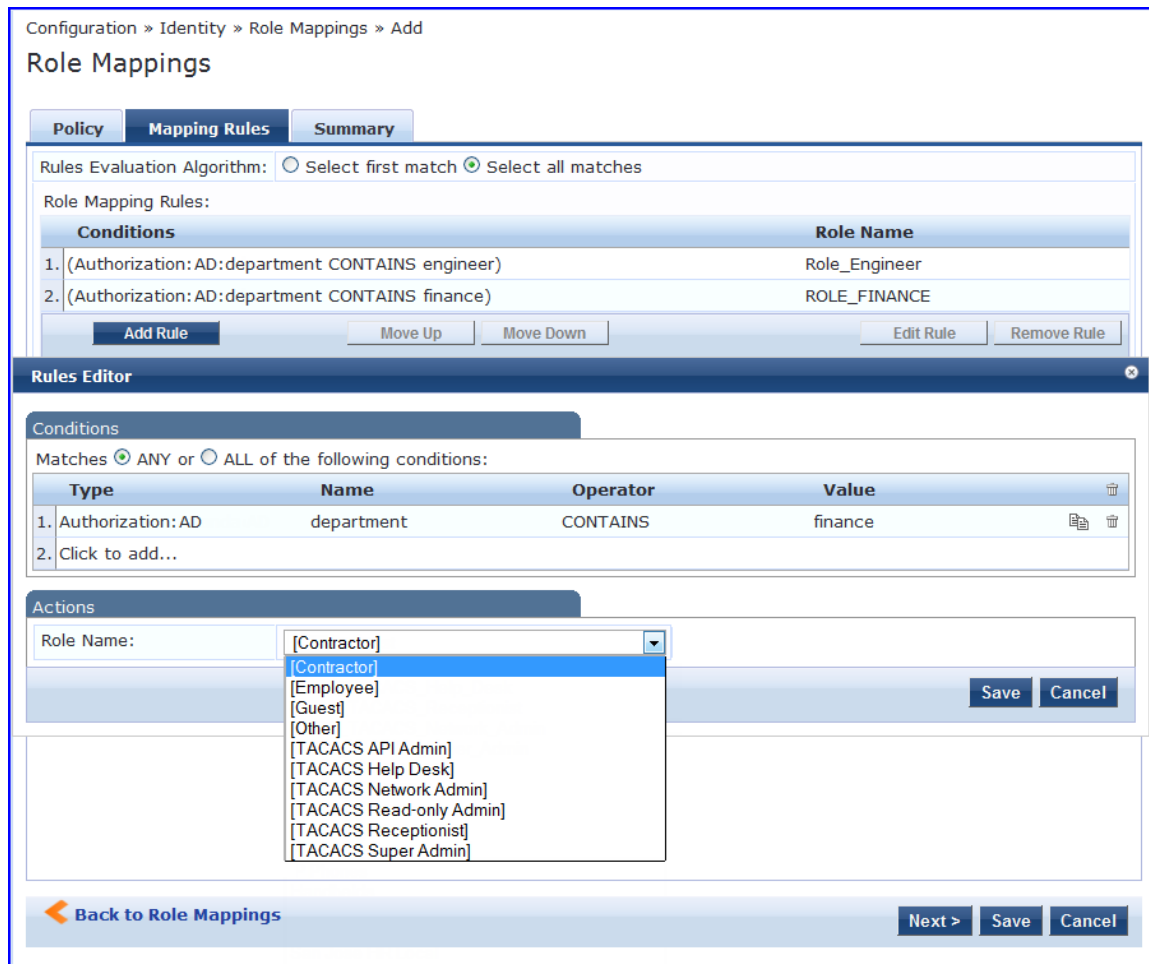 Configuration » Identity » Role Mappings » Add
Role Mappings
Policy Mapping Rules Summary
Rules Evaluation Algorithm: Select first match Select all matches
Role Mapping Rules:
Conditions Role Name
1. (Authorization:AD:department CONTAINS engineer) Role_Engineer
2. (Authorization:AD:department CONTAINS finance) ROLE_FINANCE
Add Rule Move Up Move Down Edit Rule Remove Rule
Rules Editor
Conditions
Matches ANY or ALL of the following conditions:
Type Name Operator Value
1. Authorization:AD department CONTAINS finance
2. Click to add...
Actions
Role Name: [Contractor]
[Contractor]
[Employee]
[Guest]
[Other]
[TACACS API Admin]
[TACACS Help Desk]
[TACACS Network Admin]
[TACACS Read-only Admin]
[TACACS Receptionist]
[TACACS Super Admin]
Save Cancel
Back to Role Mappings Next > Save Cancel